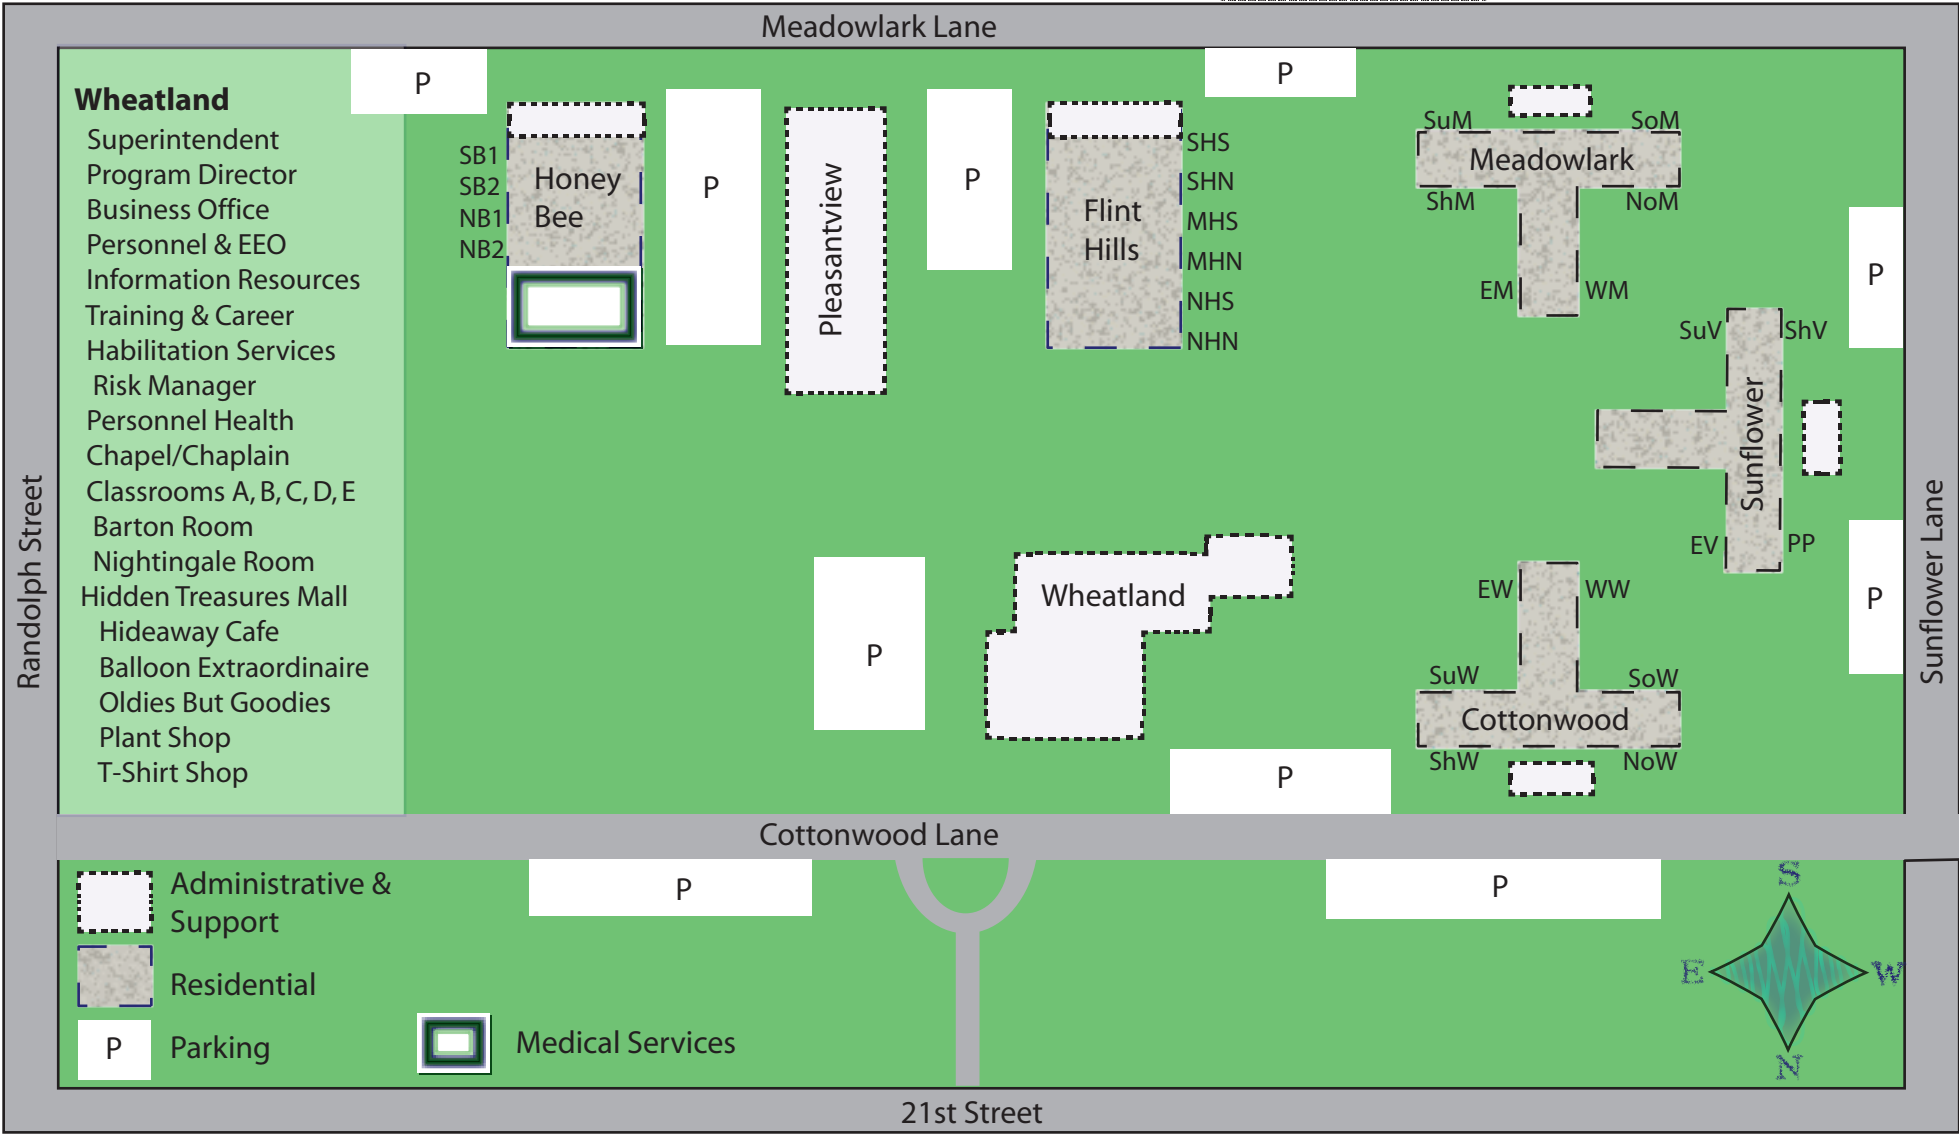 Meadowlark Lane
Wheatland
Superintendent
Program Director
Business Office
Personnel & EEO
Information Resources
Training & Career
Habilitation Services
Risk Manager
Personnel Health
Chapel/Chaplain
Classrooms A, B, C, D, E
Barton Room
Nightingale Room
Hidden Treasures Mall
Hideaway Cafe
Balloon Extraordinaire
Oldies But Goodies
Plant Shop
T-Shirt Shop
Randolph Street
P
SB1
SB2
NB1
NB2
Honey
Bee
P
Pleasantview
P
Flint
Hills
SHS
SHN
MHS
MHN
NHS
NHN
P
SuM
SoM
Meadowlark
ShM
NoM
EM
WM
P
SuV
ShV
Sunflower
EV
PP
P
Sunflower Lane
P
Wheatland
P
EW
WW
SuW
SoW
Cottonwood
ShW
NoW
Cottonwood Lane
Administrative &
Support
Residential
P
Parking
Medical Services
P
P
S
E
W
N
21st Street